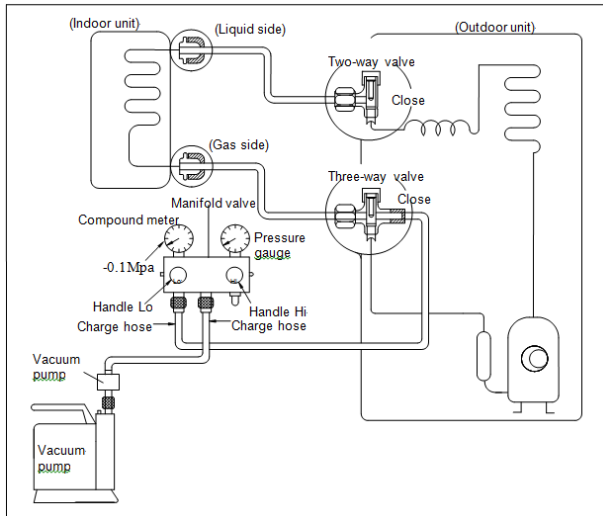 (Indoor unit)
(Liquid side)
(Outdoor unit)
Two-way valve
Close
(Gas side)
Three-way valve
Close
Manifold valve
Compound meter
Pressure
gauge
-0.1Mpa
Lo
Handle Lo
Handle Hi
Charge hose
Charge hose
Vacuum
pump
Vacuum
pump